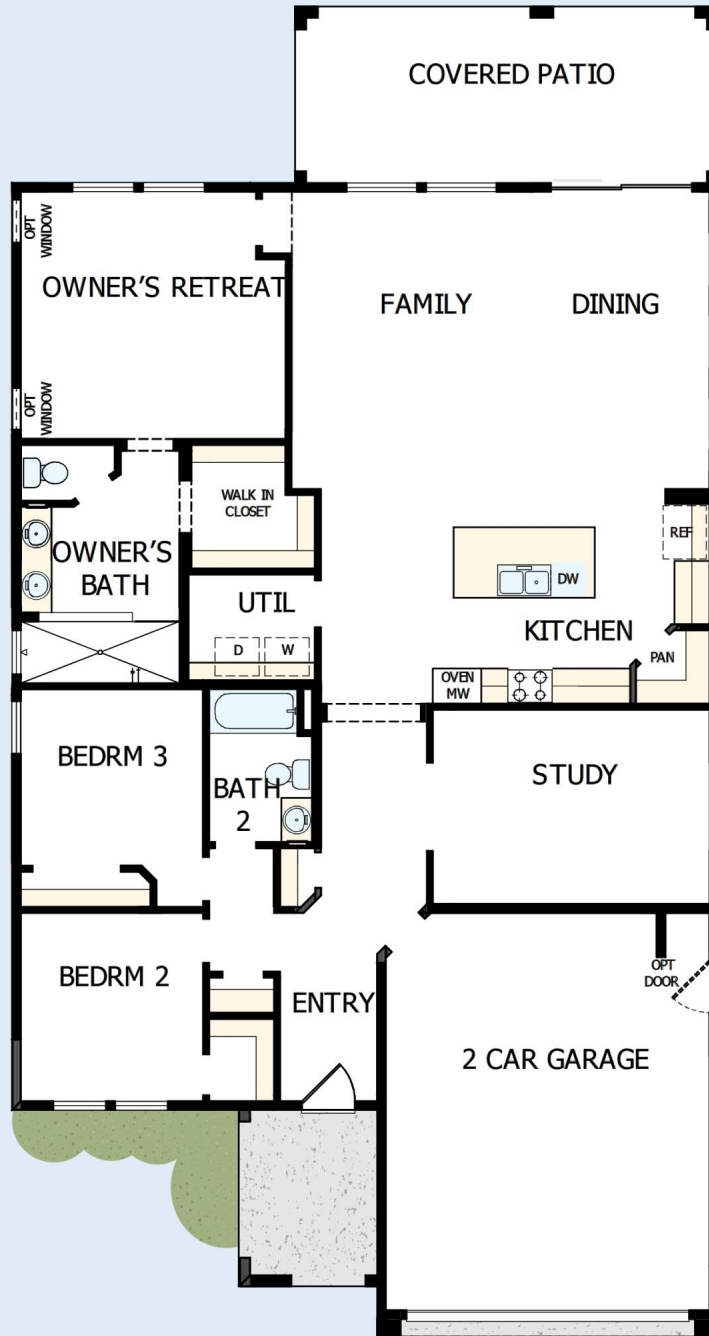 COVERED PATIO
OPT
WINDOW
OWNER'S RETREAT
FAMILY
DINING
OPT
WINDOW
WALK IN
CLOSET
OWNER'S
BATH
REF
DW
UTIL
KITCHEN
D
W
PAN
OVEN
MW
BEDRM 3
STUDY
BATH
2
BEDRM 2
OPT
DOOR
ENTRY
2 CAR GARAGE